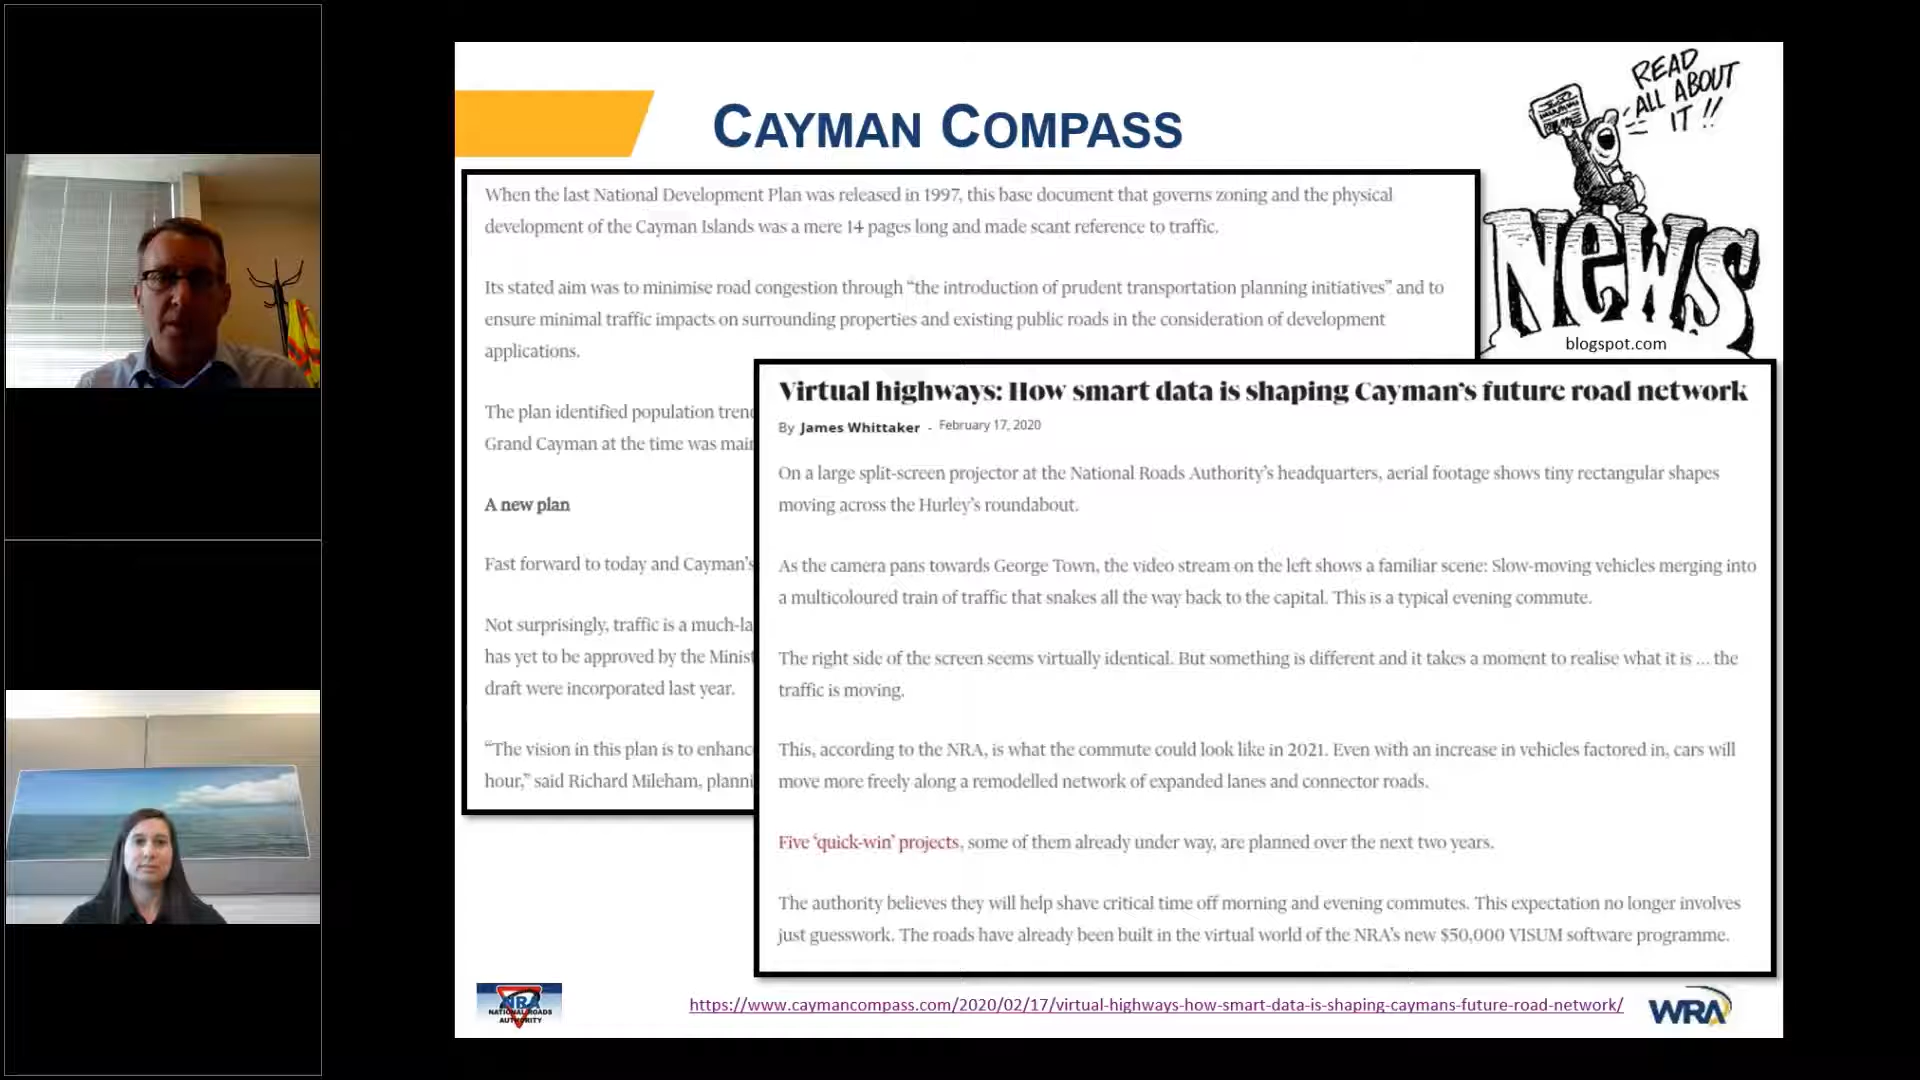 READ
ALL ABOUT
IT !!
NEWS
blogspot.com
CAYMAN COMPASS
When the last National Development Plan was released in 1997, this base document that governs zoning and the physical
development of the Cayman Islands was a mere 14 pages long and made scant reference to traffic.
Its stated aim was to minimise road congestion through “the introduction of prudent transportation planning initiatives” and to
ensure minimal traffic impacts on surrounding properties and existing public roads in the consideration of development
applications.
The plan identified population
Grand Cayman at the time was
A new plan
Fast forward to today and Cayman’s
Not surprisingly, traffic is a
has yet to be approved by the
draft were incorporated last year.
“The vision in this plan is to
hour,” said Richard Mileham,
Virtual highways: How smart data is shaping Cayman’s future road network
By James Whittaker - February 17, 2020
On a large split-screen projector at the National Roads Authority’s headquarters, aerial footage shows tiny rectangular shapes
moving across the Hurley’s roundabout.
As the camera pans towards George Town, the video stream on the left shows a familiar scene: Slow-moving vehicles merging into
a multicoloured train of traffic that snakes all the way back to the capital. This is a typical evening commute.
The right side of the screen seems virtually identical. But something is different and it takes a moment to realise what it is ... the
traffic is moving.
This, according to the NRA, is what the commute could look like in 2021. Even with an increase in vehicles factored in, cars will
move more freely along a remodelled network of expanded lanes and connector roads.
Five ‘quick-win’ projects, some of them already under way, are planned over the next two years.
The authority believes they will help shave critical time off morning and evening commutes. This expectation no longer involves
just guesswork. The roads have already been built in the virtual world of the NRA’s new $50,000 VISUM software programme.
NRA
NATIONAL ROADS
AUTHORITY
https://www.caymancompass.com/2020/02/17/virtual-highways-how-smart-data-is-shaping-caymans-future-road-network/
WRA